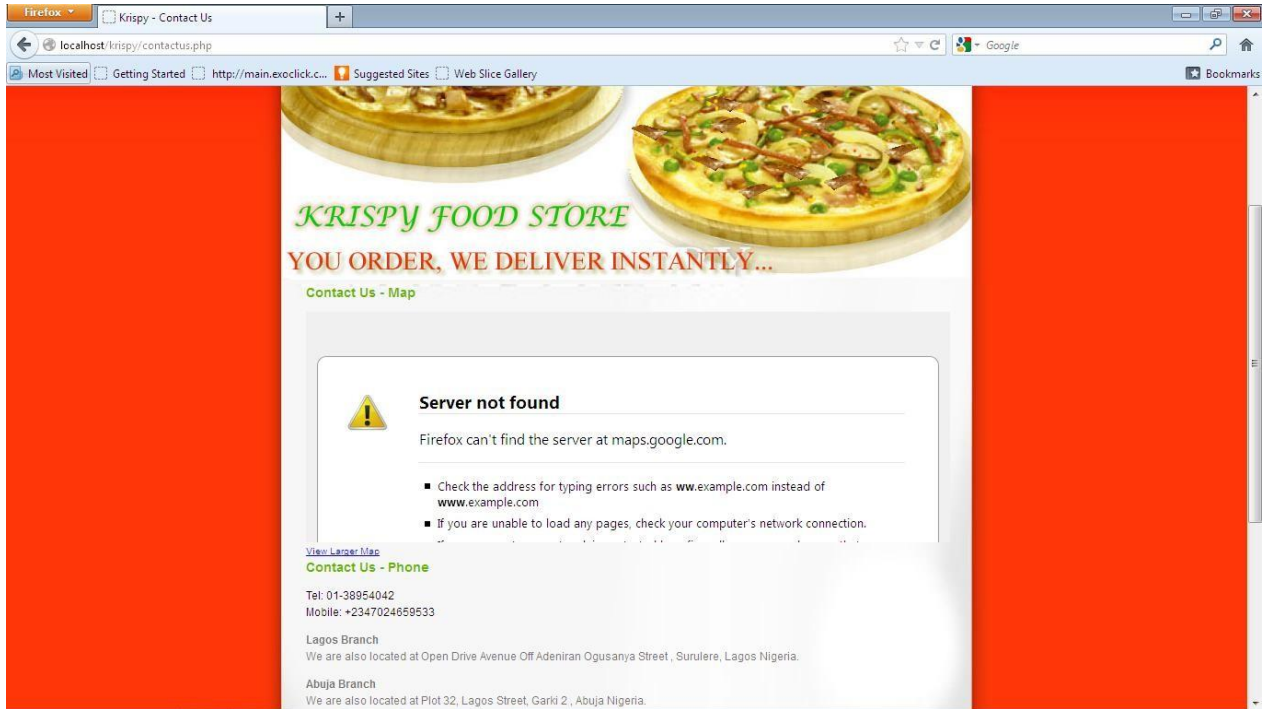 Firefox
Krispy - Contact Us
localhost/krispy/contactus.php
Google
Most Visited Getting Started http://main.exoclick.c... Suggested Sites Web Slice Gallery Bookmarks
KRISPY FOOD STORE
YOU ORDER, WE DELIVER INSTANTLY...
Contact Us - Map
Server not found
Firefox can't find the server at maps.google.com.
Check the address for typing errors such as ww.example.com instead of
www.example.com
If you are unable to load any pages, check your computer's network connection.
View Larger Map
Contact Us - Phone
Tel: 01-38954042
Mobile: +2347024659533
Lagos Branch
We are also located at Open Drive Avenue Off Adeniran Ogusanya Street , Surulere, Lagos Nigeria.
Abuja Branch
We are also located at Plot 32, Lagos Street, Garki 2 , Abuja Nigeria.